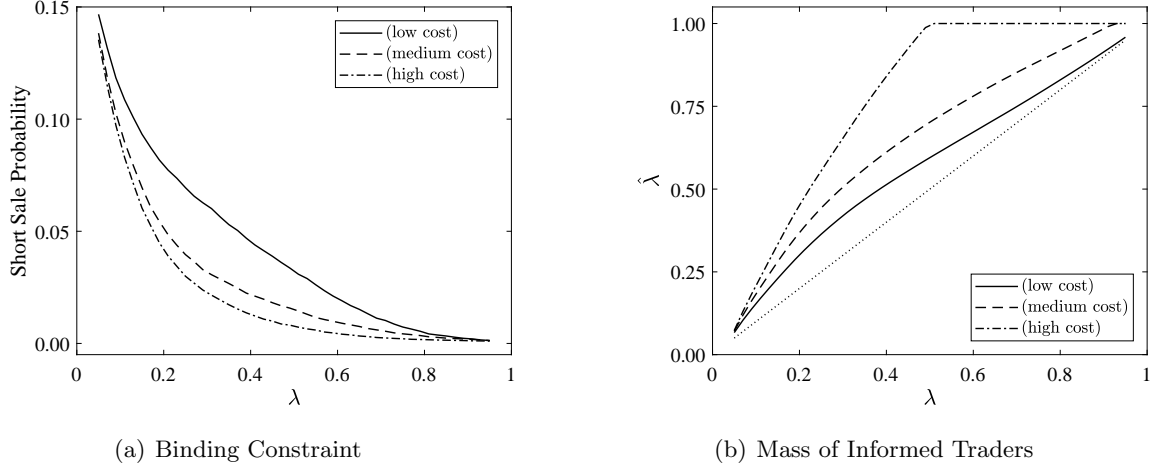 0.15
0.10
0.05
0.00
Short Sale Probability
(low cost)
(medium cost)
(high cost)
0 0.2 0.4 0.6 0.8 1
λ
(a) Binding Constraint
1.00
0.75
0.50
0.25
0.00
λ̂
(low cost)
(medium cost)
(high cost)
0 0.2 0.4 0.6 0.8 1
λ
(b) Mass of Informed Traders